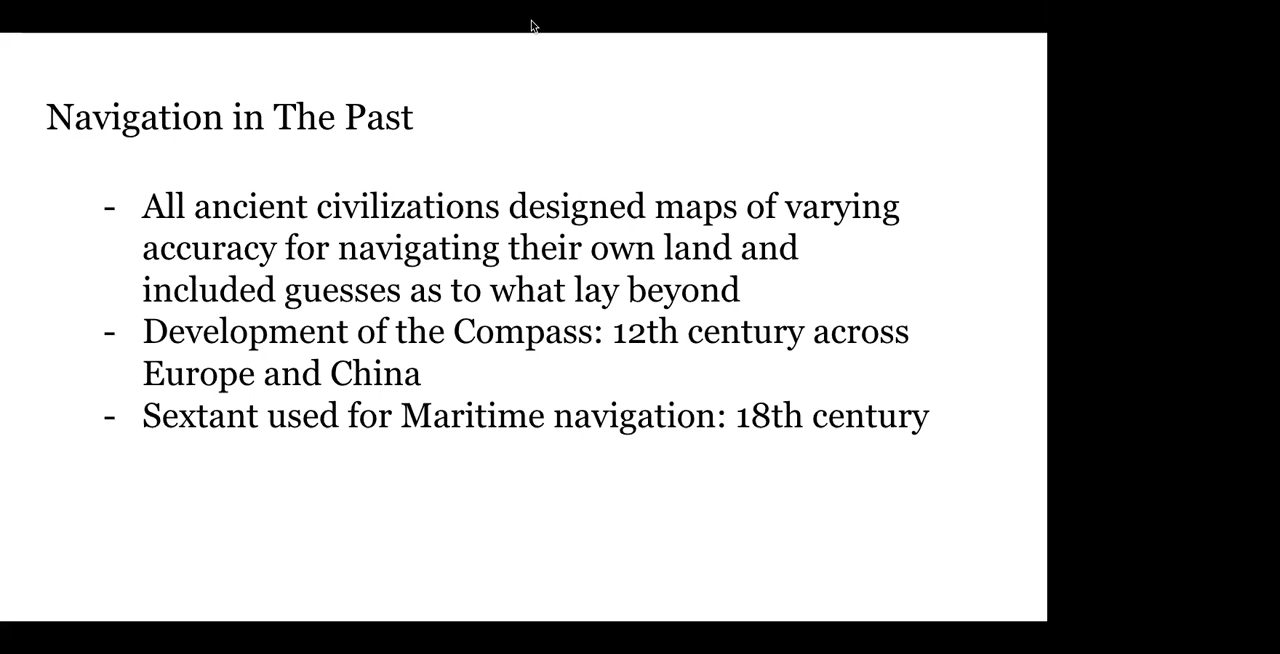 Navigation in The Past
- All ancient civilizations designed maps of varying
accuracy for navigating their own land and
included guesses as to what lay beyond
- Development of the Compass: 12th century across
Europe and China
- Sextant used for Maritime navigation: 18th century